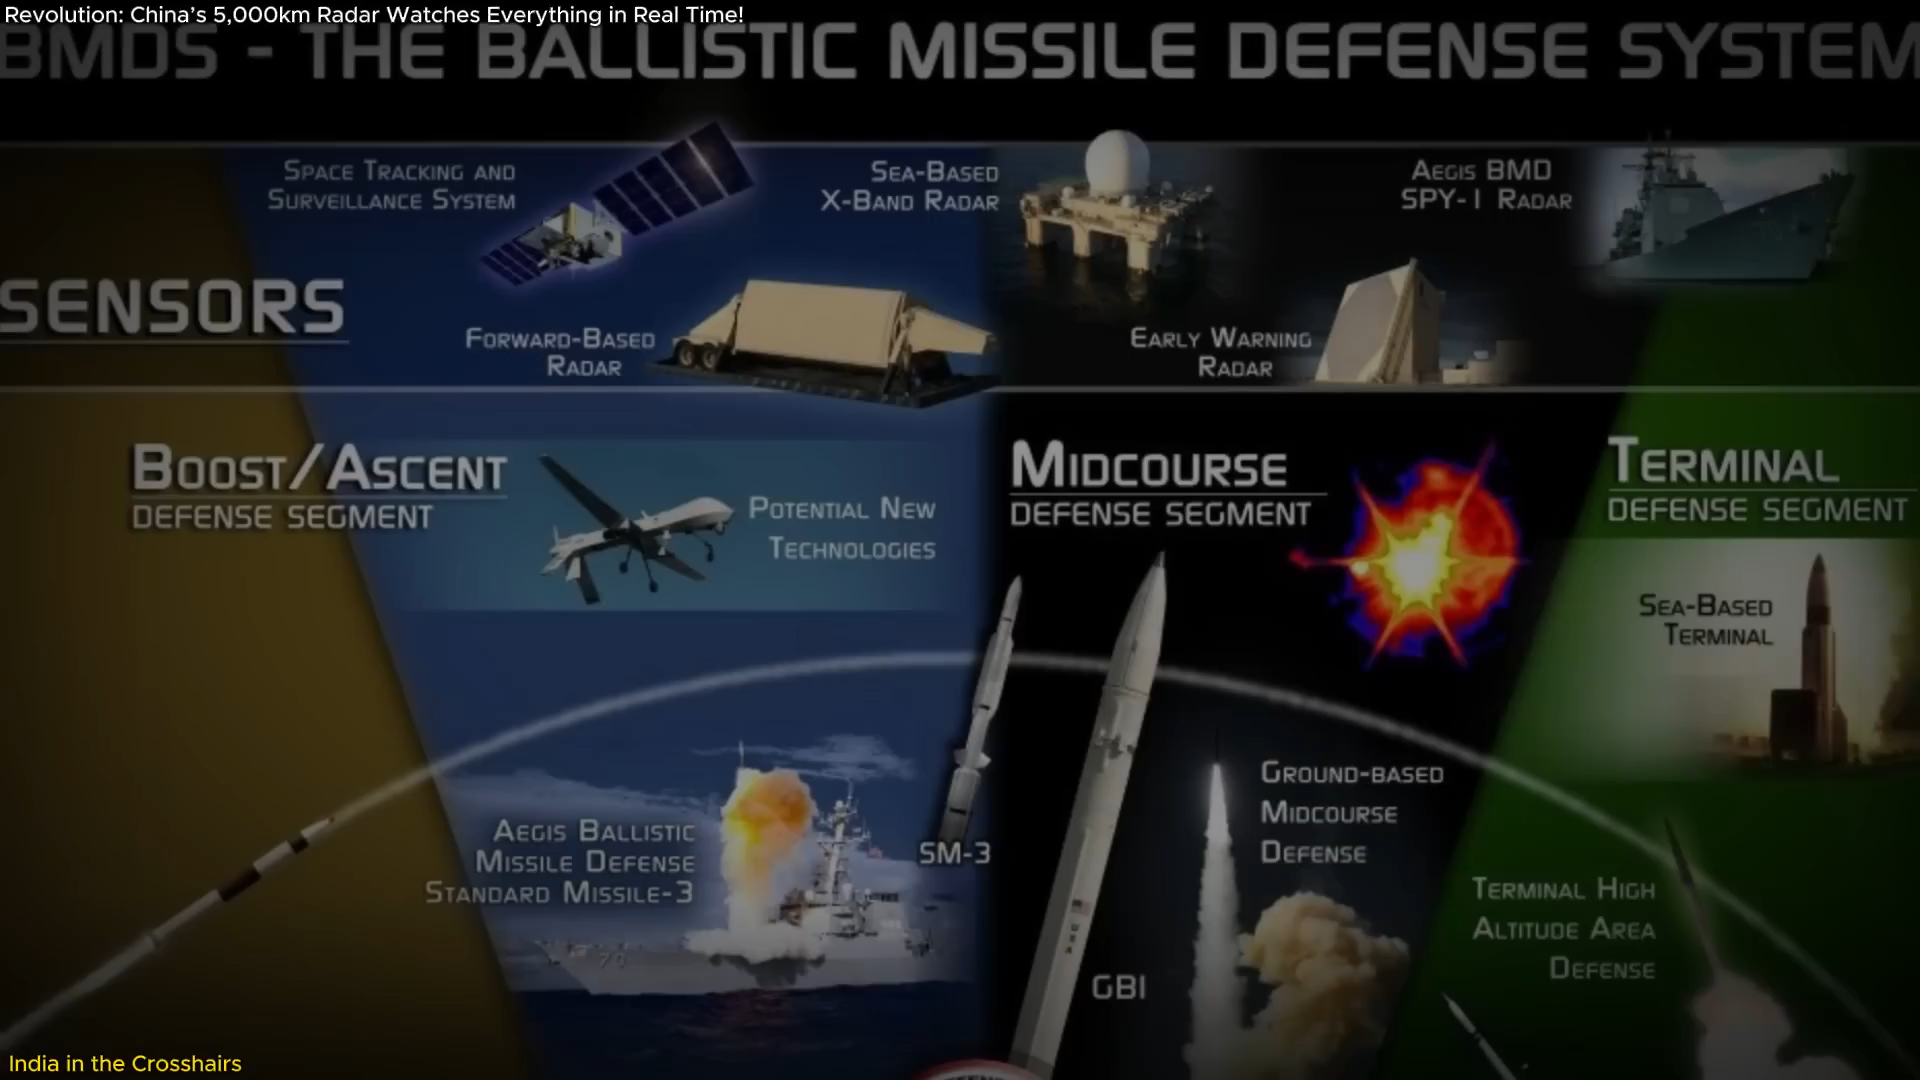 Revolution: China's 5,000km Radar Watches Everything in Real Time!
BMDS - THE BALLISTIC MISSILE DEFENSE SYSTEM
SPACE TRACKING AND
SURVEILLANCE SYSTEM
SEA-BASED
X-BAND RADAR
AEGIS BMD
SPY-1 RADAR
SENSORS
FORWARD-BASED
RADAR
EARLY WARNING
RADAR
BOOST/ASCENT
DEFENSE SEGMENT
POTENTIAL NEW
TECHNOLOGIES
MIDCOURSE
DEFENSE SEGMENT
TERMINAL
DEFENSE SEGMENT
SEA-BASED
TERMINAL
AEGIS BALLISTIC
MISSILE DEFENSE
STANDARD MISSILE-3
SM-3
GROUND-BASED
MIDCOURSE
DEFENSE
USA
GBI
TERMINAL HIGH
ALTITUDE AREA
DEFENSE
India in the Crosshairs